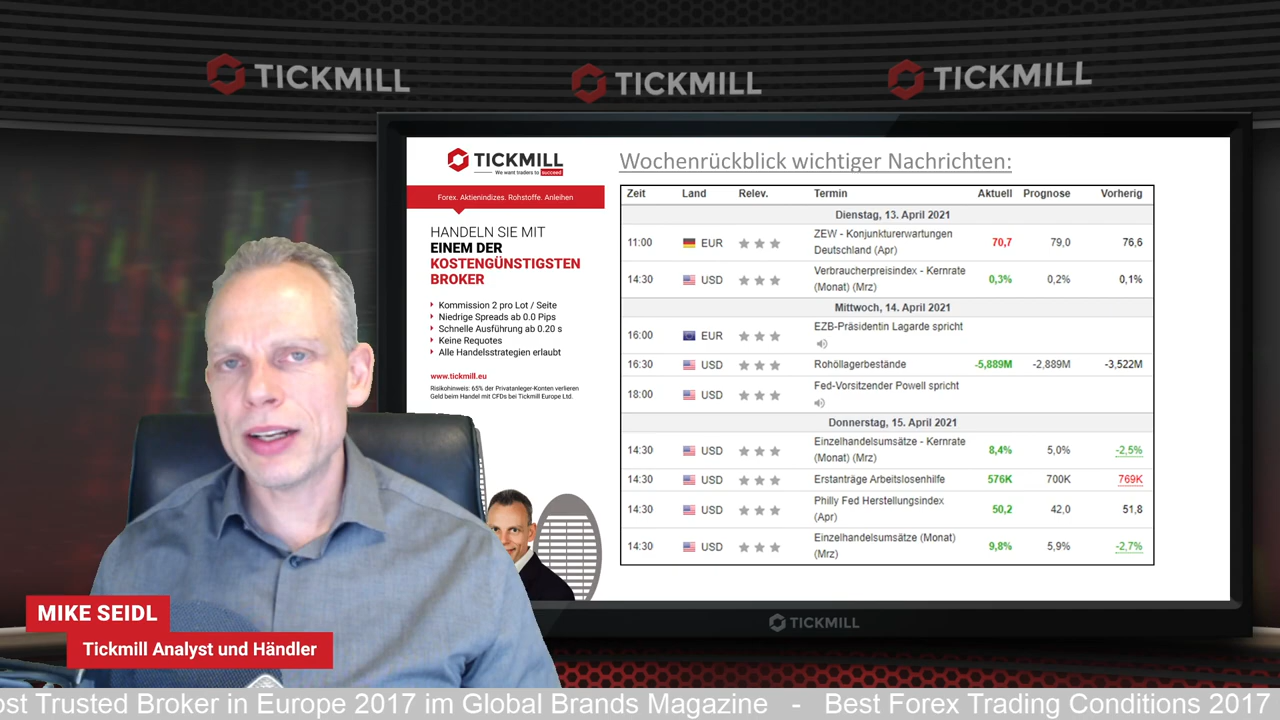 TICKMILL
TICKMILL
TICKMILL
TICKMILL
We want traders to succeed
Forex. Aktienindizes. Rohstoffe. Anleihen
HANDELN SIE MIT
EINEM DER
KOSTENGÜNSTIGSTEN
BROKER
Kommission 2 pro Lot / Seite
Niedrige Spreads ab 0.0 Pips
Schnelle Ausführung ab 0.20 s
Keine Requotes
Alle Handelsstrategien erlaubt
www.tickmill.eu
Risikohinweis: 65% der Privatanleger-Konten verlieren
Geld beim Handel mit CFDs bei Tickmill Europe Ltd.
Wochenrückblick wichtiger Nachrichten:
Zeit Land Relev. Termin Aktuell Prognose Vorherig
Dienstag, 13. April 2021
11:00 EUR ZEW - Konjunkturerwartungen
Deutschland (Apr) 70,7 79,0 76,6
14:30 USD Verbraucherpreisindex - Kernrate
(Monat) (Mrz) 0,3% 0,2% 0,1%
Mittwoch, 14. April 2021
16:00 EUR EZB-Präsidentin Lagarde spricht
16:30 USD Rohöllagerbestände -5,889M -2,889M -3,522M
18:00 USD Fed-Vorsitzender Powell spricht
Donnerstag, 15. April 2021
14:30 USD Einzelhandelsumsätze - Kernrate
(Monat) (Mrz) 8,4% 5,0% -2,5%
14:30 USD Erstanträge Arbeitslosenhilfe 576K 700K 769K
14:30 USD Philly Fed Herstellungsindex
(Apr) 50,2 42,0 51,8
14:30 USD Einzelhandelsumsätze (Monat)
(Mrz) 9,8% 5,9% -2,7%
TICKMILL
MIKE SEIDL
Tickmill Analyst und Händler
ost Trusted Broker in Europe 2017 im Global Brands Magazine - Best Forex Trading Conditions 2017